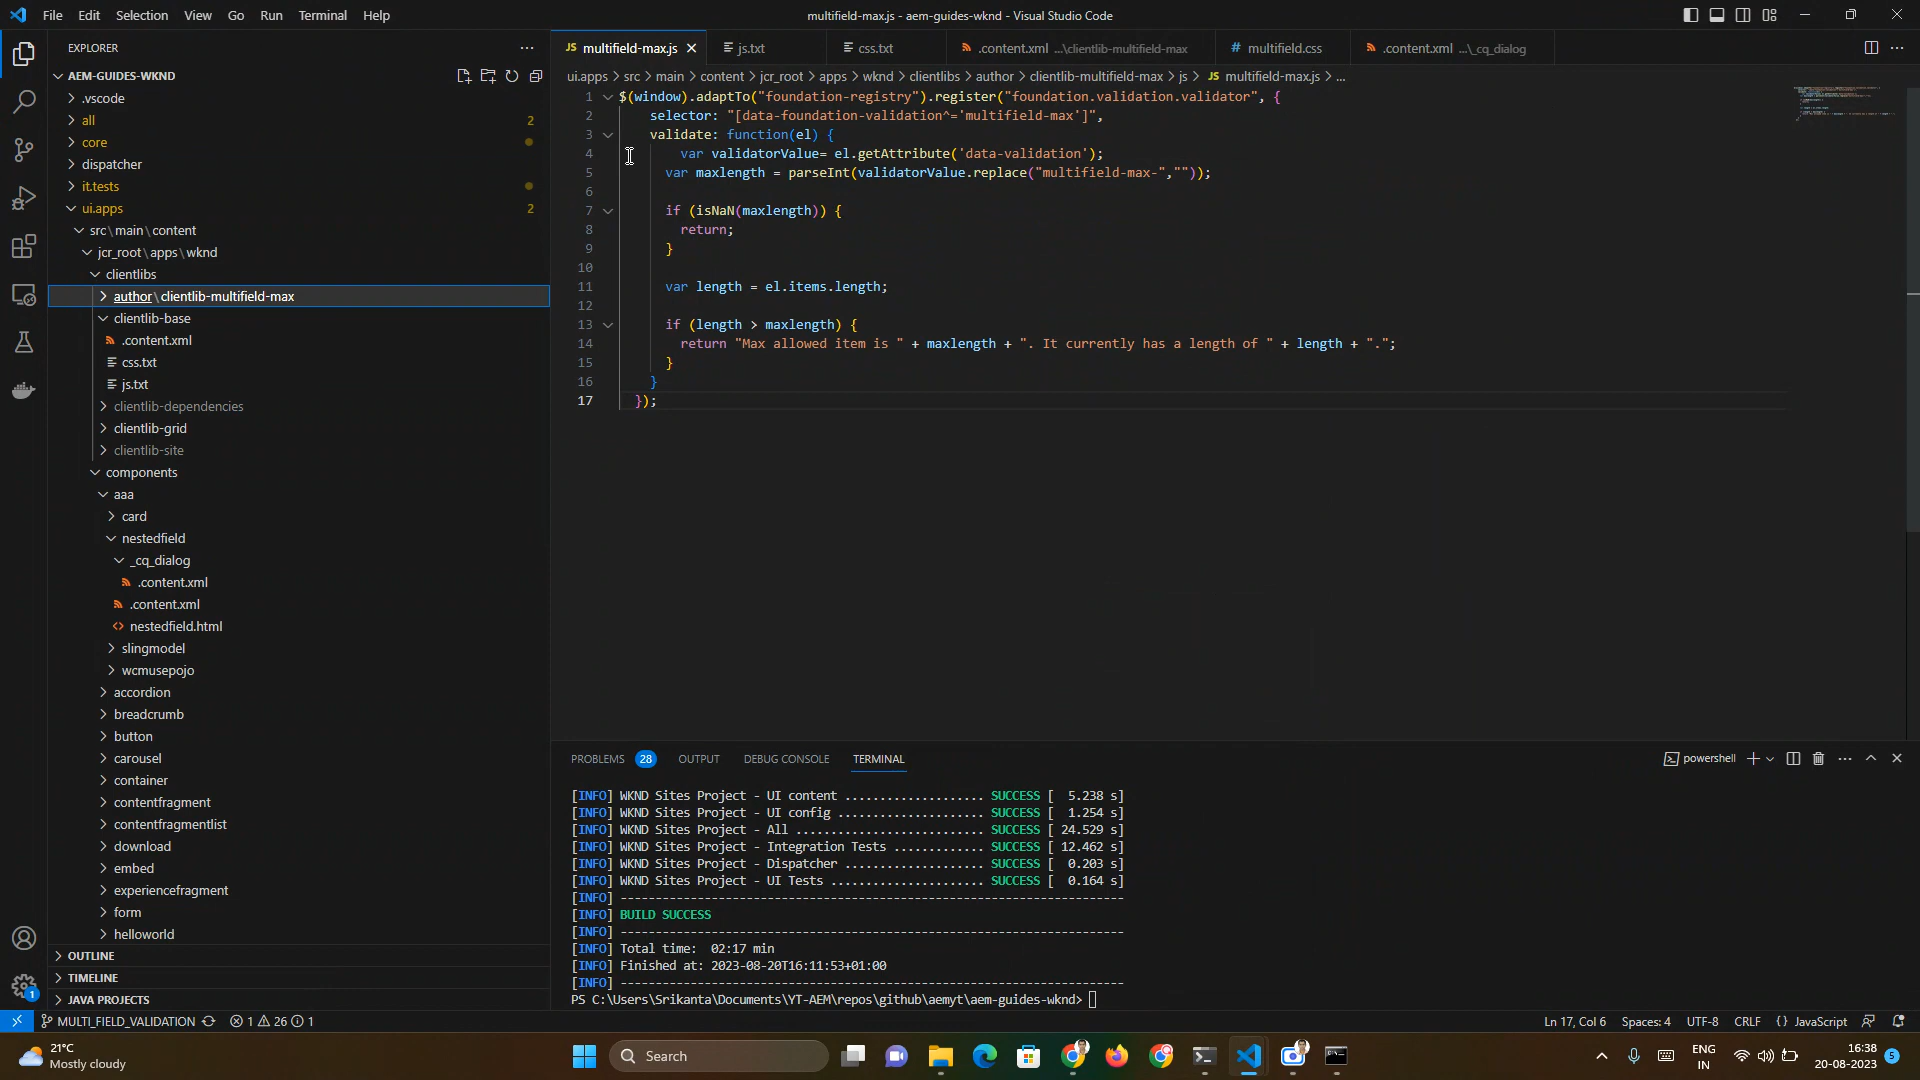 File Edit Selection View Go Run Terminal Help
multifield-max.js - aem-guides-wknd - Visual Studio Code
EXPLORER
AEM-GUIDES-WKND
.vscode
all 2
core
dispatcher
it.tests
ui.apps 2
src\main\content
jcr_root\apps\wknd
clientlibs
author\clientlib-multifield-max
clientlib-base
.content.xml
css.txt
js.txt
clientlib-dependencies
clientlib-grid
clientlib-site
components
aaa
card
nestedfield
_cq_dialog
.content.xml
.content.xml
nestedfield.html
slingmodel
wcmusepojo
accordion
breadcrumb
button
carousel
container
contentfragment
contentfragmentlist
download
embed
experiencefragment
form
helloworld
OUTLINE
TIMELINE
JAVA PROJECTS
JS multifield-max.js js.txt css.txt .content.xml ...\clientlib-multifield-max # multifield.css .content.xml ...\_cq_dialog
ui.apps > src > main > content > jcr_root > apps > wknd > clientlibs > author > clientlib-multifield-max > js > JS multifield-max.js > ...
1 $(window).adaptTo("foundation-registry").register("foundation.validation.validator", {
2 selector: "[data-foundation-validation^='multifield-max']",
3 validate: function(el) {
4 var validatorValue= el.getAttribute('data-validation');
5 var maxlength = parseInt(validatorValue.replace("multifield-max-",""));
6
7 if (isNaN(maxlength)) {
8 return;
9 }
10
11 var length = el.items.length;
12
13 if (length > maxlength) {
14 return "Max allowed item is " + maxlength + ". It currently has a length of " + length + ".";
15 }
16 }
17 });
PROBLEMS 28 OUTPUT DEBUG CONSOLE TERMINAL
powershell
[INFO] WKND Sites Project - UI content .................... SUCCESS [  5.238 s]
[INFO] WKND Sites Project - UI config ..................... SUCCESS [  1.254 s]
[INFO] WKND Sites Project - All ........................... SUCCESS [ 24.529 s]
[INFO] WKND Sites Project - Integration Tests ............. SUCCESS [ 12.462 s]
[INFO] WKND Sites Project - Dispatcher .................... SUCCESS [  0.203 s]
[INFO] WKND Sites Project - UI Tests ...................... SUCCESS [  0.164 s]
[INFO] ------------------------------------------------------------------------
[INFO] BUILD SUCCESS
[INFO] ------------------------------------------------------------------------
[INFO] Total time:  02:17 min
[INFO] Finished at: 2023-08-20T16:11:53+01:00
[INFO] ------------------------------------------------------------------------
PS C:\Users\Srikanta\Documents\YT-AEM\repos\github\aemyt\aem-guides-wknd>
1
MULTI_FIELD_VALIDATION 1 26 1
Ln 17, Col 6 Spaces: 4 UTF-8 CRLF {} JavaScript
21°C
Mostly cloudy
Search
ENG
IN
16:38
20-08-2023
5